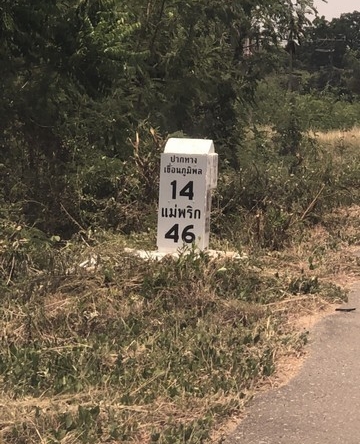 ปากทาง
เขื่อนภูมิพล
14
แม่พริก
46